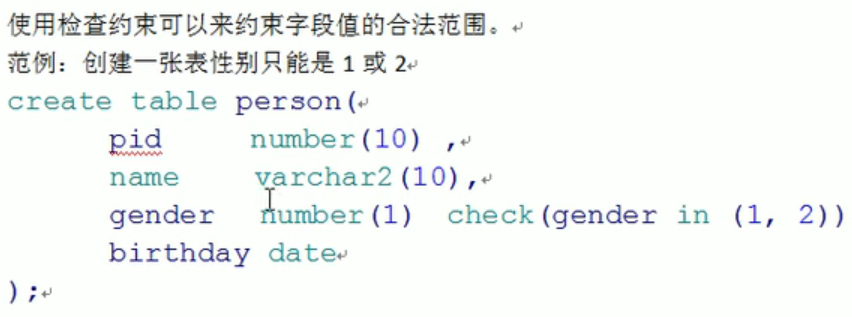 使用检查约束可以来约束字段值的合法范围。
范例：创建一张表性别只能是 1 或 2
create table person(
pid number(10) ,
name varchar2(10),
gender number(1) check(gender in (1, 2))
birthday date
);